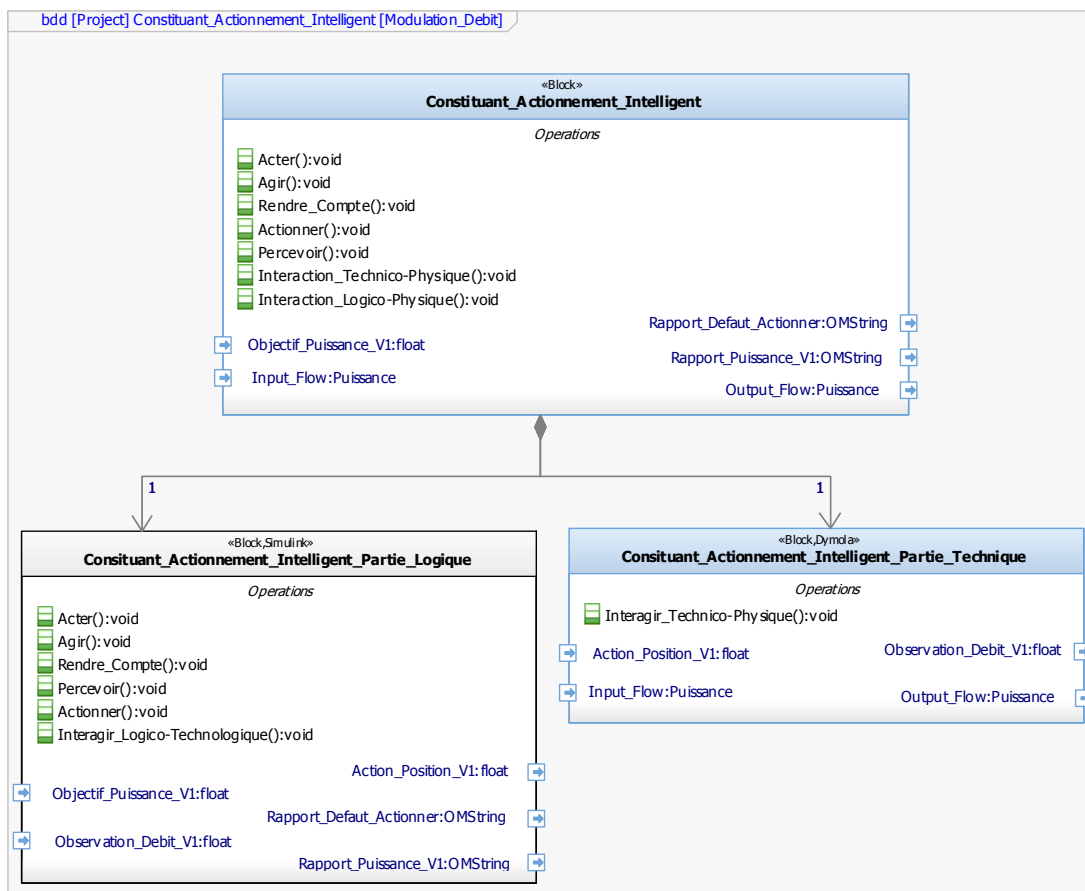 bdd [Project] Constituant_Actionnement_Intelligent [Modulation_Debit]
«Block»
Constituant_Actionnement_Intelligent
Operations
Acter():void
Agir():void
Rendre_Compte():void
Actionner():void
Percevoir():void
Interaction_Technico-Physique():void
Interaction_Logico-Physique():void
Rapport_Defaut_Actionner:OMString
Objectif_Puissance_V1:float
Rapport_Puissance_V1:OMString
Input_Flow:Puissance
Output_Flow:Puissance
1
1
«Block,Simulink»
Consituant_Actionnement_Intelligent_Partie_Logique
Operations
Acter():void
Agir():void
Rendre_Compte():void
Percevoir():void
Actionner():void
Interagir_Logico-Technologique():void
Action_Position_V1:float
Objectif_Puissance_V1:float
Rapport_Defaut_Actionner:OMString
Observation_Debit_V1:float
Rapport_Puissance_V1:OMString
«Block,Dymola»
Consituant_Actionnement_Intelligent_Partie_Technique
Operations
Interagir_Technico-Physique():void
Action_Position_V1:float
Observation_Debit_V1:float
Input_Flow:Puissance
Output_Flow:Puissance